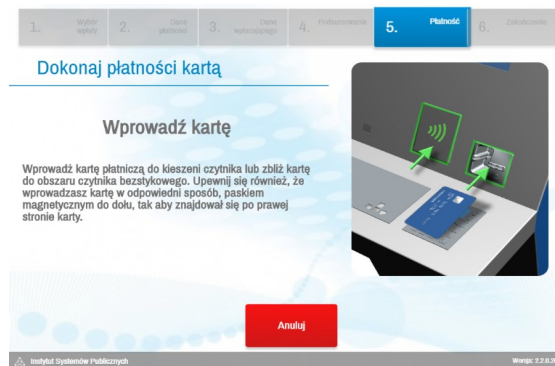 1. Wybór wpłaty
2. Dane płatności
3. Dane wpłacającego
4. Podsumowanie
5. Płatność
6. Zakończenie
Dokonaj płatności kartą
Wprowadź kartę
Wprowadź kartę płatniczą do kieszeni czytnika lub zbliż kartę
do obszaru czytnika bezstykowego. Upewnij się również, że
wprowadzasz kartę w odpowiedni sposób, paskiem
magnetycznym do dołu, tak aby znajdował się po prawej
stronie karty.
Anuluj
Instytut Systemów Publicznych
Wersja: 2.2.0.